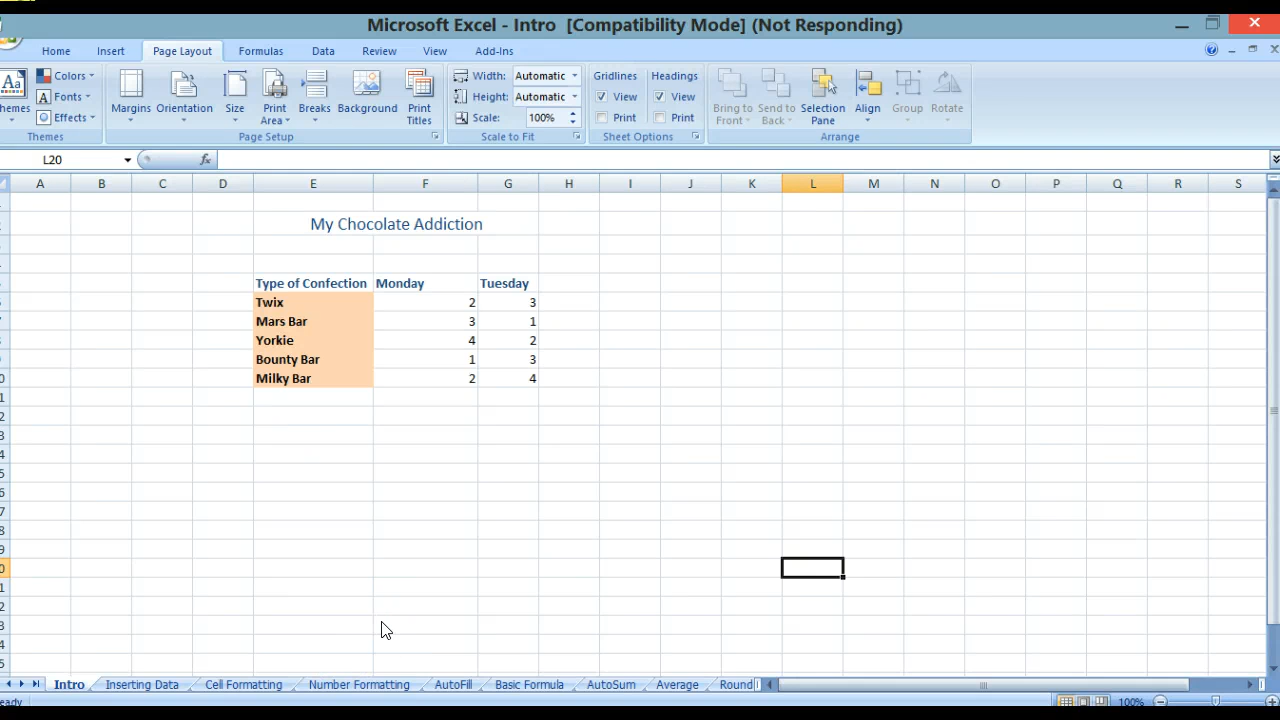 Microsoft Excel - Intro [Compatibility Mode] (Not Responding)
Home Insert Page Layout Formulas Data Review View Add-Ins
Aa Colors Width: Automatic Gridlines Headings
Fonts Height: Automatic View View
Effects Scale: 100% Print Print
Margins Orientation Size Print Area Breaks Background Print Titles
Bring to Front Send to Back Selection Pane Align Group Rotate
Themes Page Setup Scale to Fit Sheet Options Arrange
L20 fx
A B C D E F G H I J K L M N O P Q R S
My Chocolate Addiction
Type of Confection Monday Tuesday
Twix 2 3
Mars Bar 3 1
Yorkie 4 2
Bounty Bar 1 3
Milky Bar 2 4
Intro Inserting Data Cell Formatting Number Formatting AutoFill Basic Formula AutoSum Average Round
100%